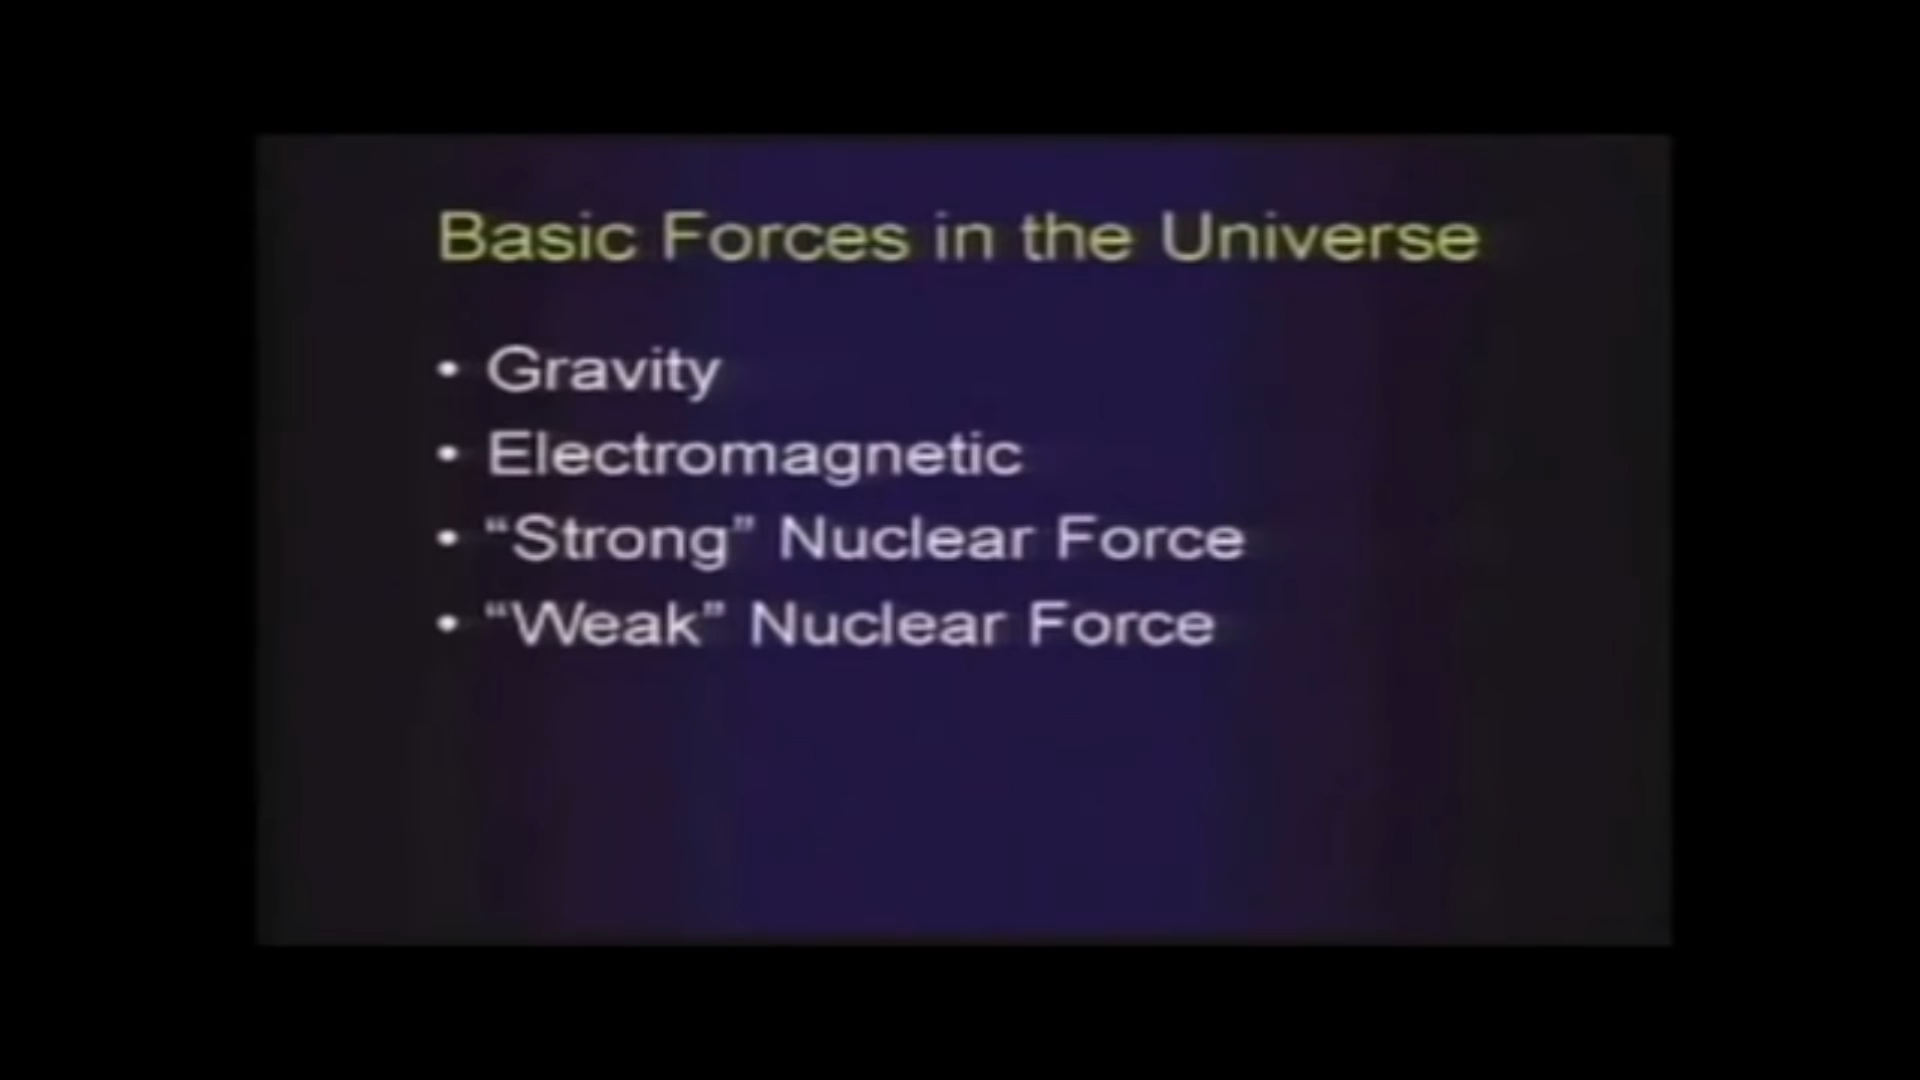 Basic Forces in the Universe
• Gravity
• Electromagnetic
• “Strong” Nuclear Force
• “Weak” Nuclear Force